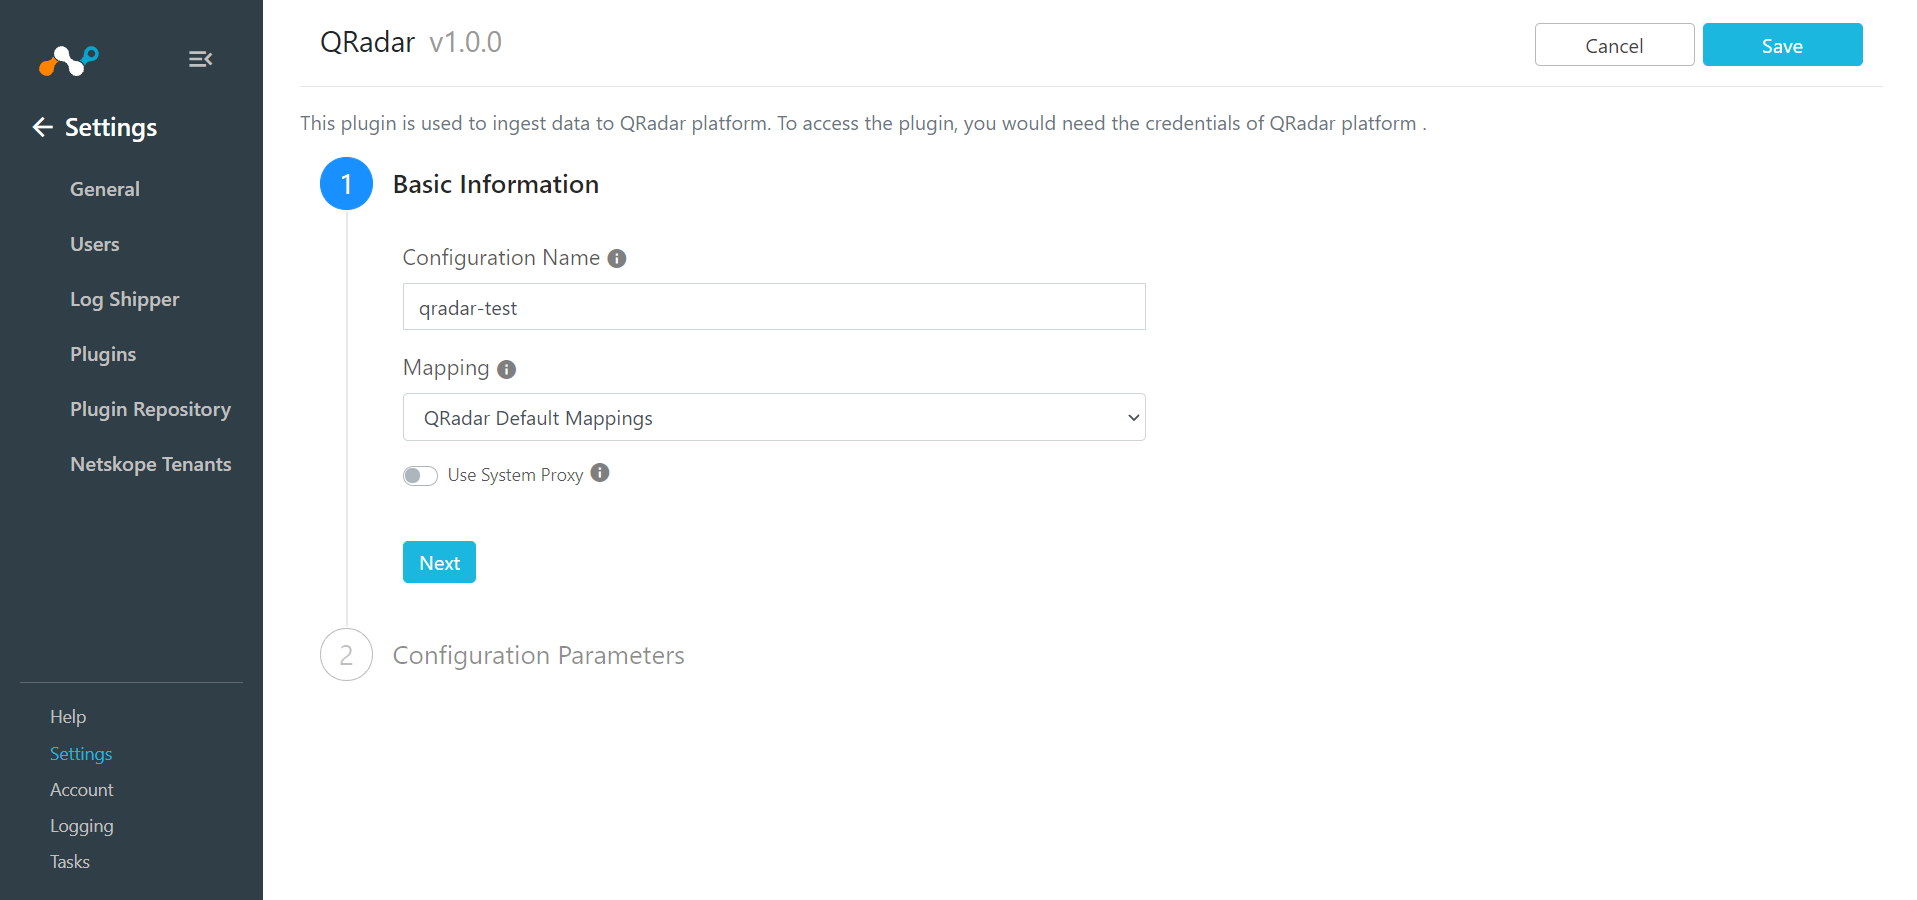 QRadar v1.0.0
Cancel
Save
Settings
General
Users
Log Shipper
Plugins
Plugin Repository
Netskope Tenants
Help
Settings
Account
Logging
Tasks
This plugin is used to ingest data to QRadar platform. To access the plugin, you would need the credentials of QRadar platform .
1 Basic Information
Configuration Name
qradar-test
Mapping
QRadar Default Mappings
Use System Proxy
Next
2 Configuration Parameters